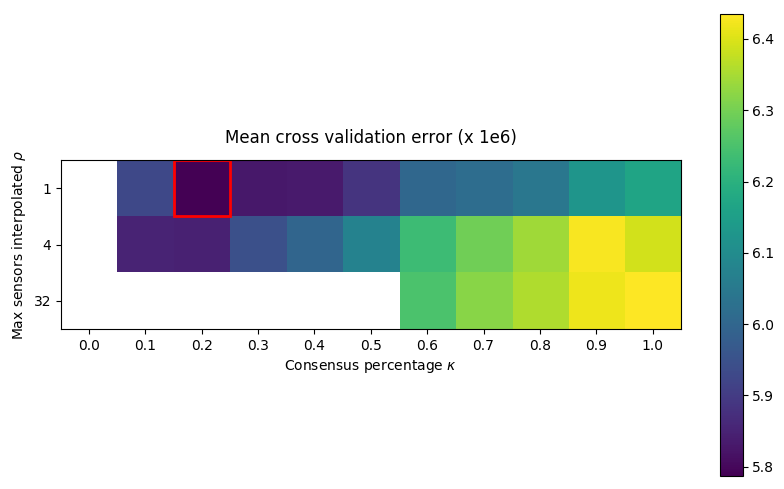 Mean cross validation error (x 1e6)
Max sensors interpolated ρ
1
4
32
0.0 0.1 0.2 0.3 0.4 0.5 0.6 0.7 0.8 0.9 1.0
Consensus percentage κ
6.4
6.3
6.2
6.1
6.0
5.9
5.8